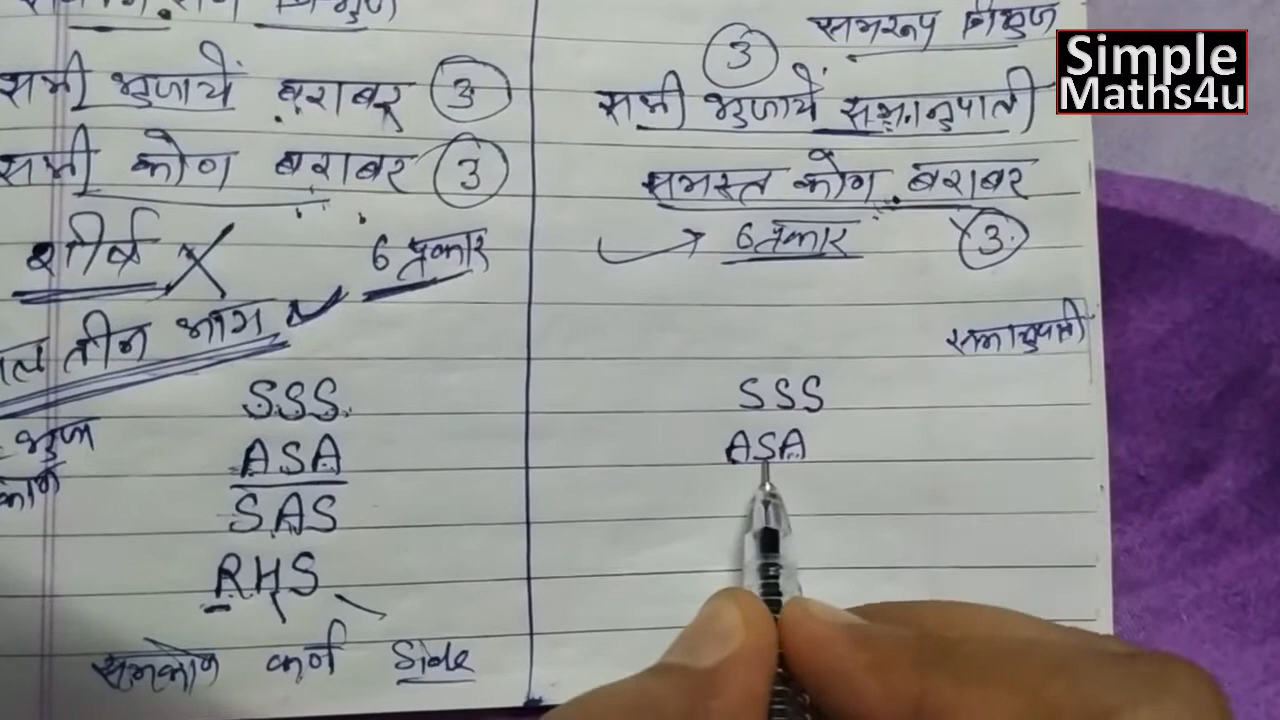 त्रिभुज
सभी भुजायें बराबर 3
सभी कोण बराबर 3
शीर्ष ×
6 प्रकार
तीन भाग
भुजा
कोण
SSS
ASA
SAS
RHS
समकोण कर्ण Side
समरूप त्रिभुज
3
सभी भुजायें समानुपाती
समस्त कोण बराबर
6 प्रकार 3
समानुपाती
SSS
ASA
Simple
Maths4u